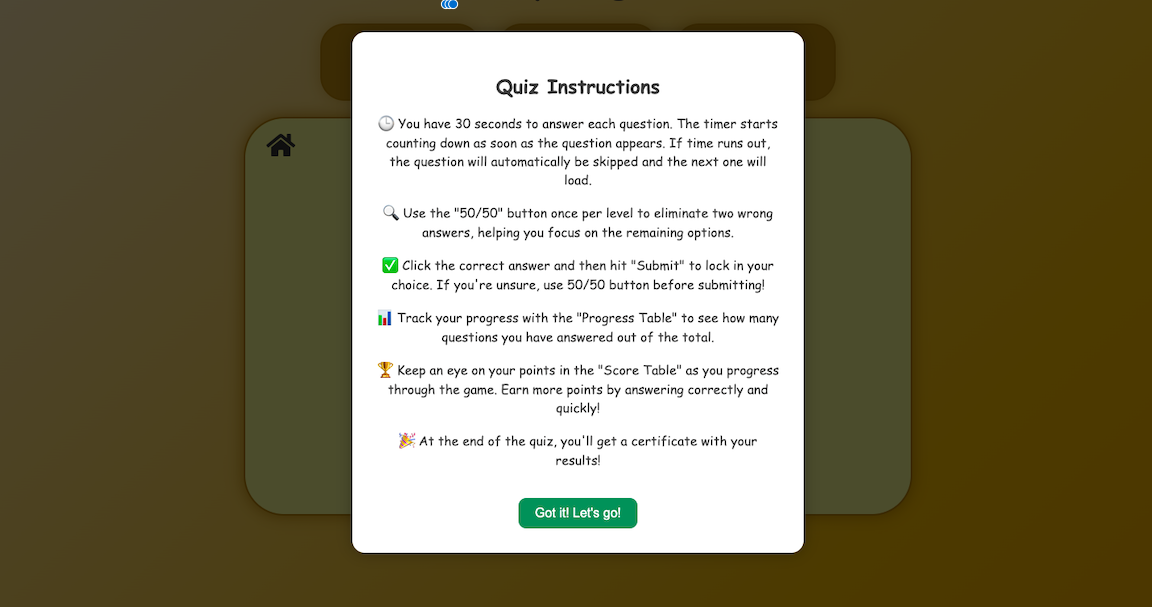 Quiz Instructions
🕒 You have 30 seconds to answer each question. The timer starts
counting down as soon as the question appears. If time runs out,
the question will automatically be skipped and the next one will
load.
🔍 Use the "50/50" button once per level to eliminate two wrong
answers, helping you focus on the remaining options.
✅ Click the correct answer and then hit "Submit" to lock in your
choice. If you're unsure, use 50/50 button before submitting!
📊 Track your progress with the "Progress Table" to see how many
questions you have answered out of the total.
🏆 Keep an eye on your points in the "Score Table" as you progress
through the game. Earn more points by answering correctly and
quickly!
🎉 At the end of the quiz, you'll get a certificate with your
results!
Got it! Let's go!